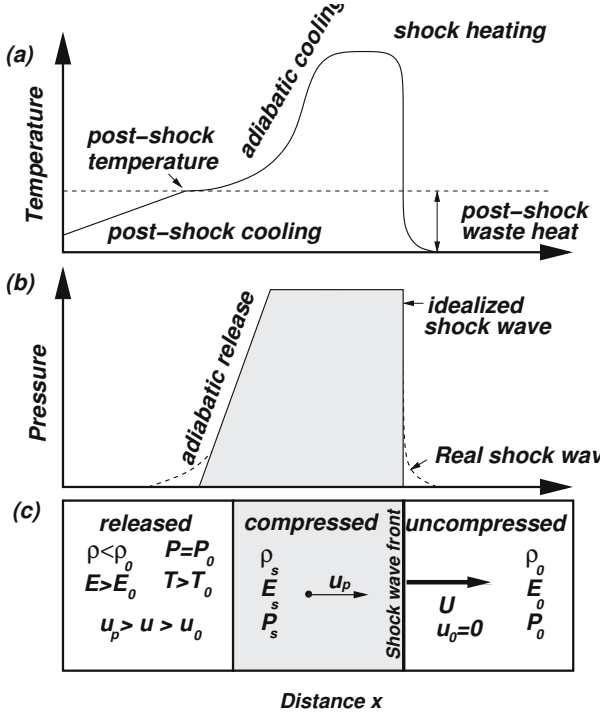 (a)
Temperature
adiabatic cooling
shock heating
post-shock
temperature
post-shock cooling
post-shock
waste heat
(b)
Pressure
adiabatic release
idealized
shock wave
Real shock wav
(c)
released
ρ<ρ₀ P=P₀
E>E₀ T>T₀
uₚ> u > u₀
compressed
ρₛ
Eₛ
Pₛ
uₚ
Shock wave front
uncompressed
U
u₀=0
ρ₀
E₀
P₀
Distance x